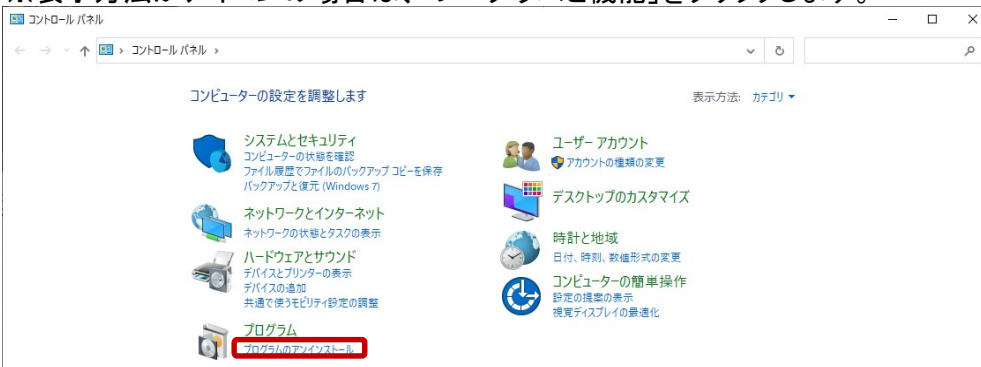 コントロール パネル
コントロール パネル
コンピューターの設定を調整します
表示方法: カテゴリ
システムとセキュリティ
コンピューターの状態を確認
ファイル履歴でファイルのバックアップ コピーを保存
バックアップと復元 (Windows 7)
ネットワークとインターネット
ネットワークの状態とタスクの表示
ハードウェアとサウンド
デバイスとプリンターの表示
デバイスの追加
共通で使うモビリティ設定の調整
プログラム
プログラムのアンインストール
ユーザー アカウント
アカウントの種類の変更
デスクトップのカスタマイズ
時計と地域
日付、時刻、数値形式の変更
コンピューターの簡単操作
設定の提案の表示
視覚ディスプレイの最適化